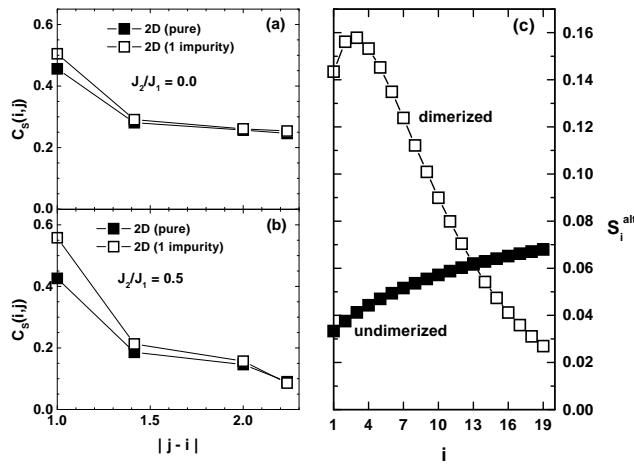 (a)
2D (pure)
2D (1 impurity)
J2/J1 = 0.0
CS(i,j)
0.6
0.4
0.2
0.0
(b)
2D (pure)
2D (1 impurity)
J2/J1 = 0.5
CS(i,j)
0.6
0.4
0.2
0.0
1.0 1.5 2.0
| j - i |
(c)
dimerized
undimerized
0.16
0.14
0.12
0.10
0.08
0.06
0.04
0.02
0.00
S i alt
1 4 7 10 13 16 19
i